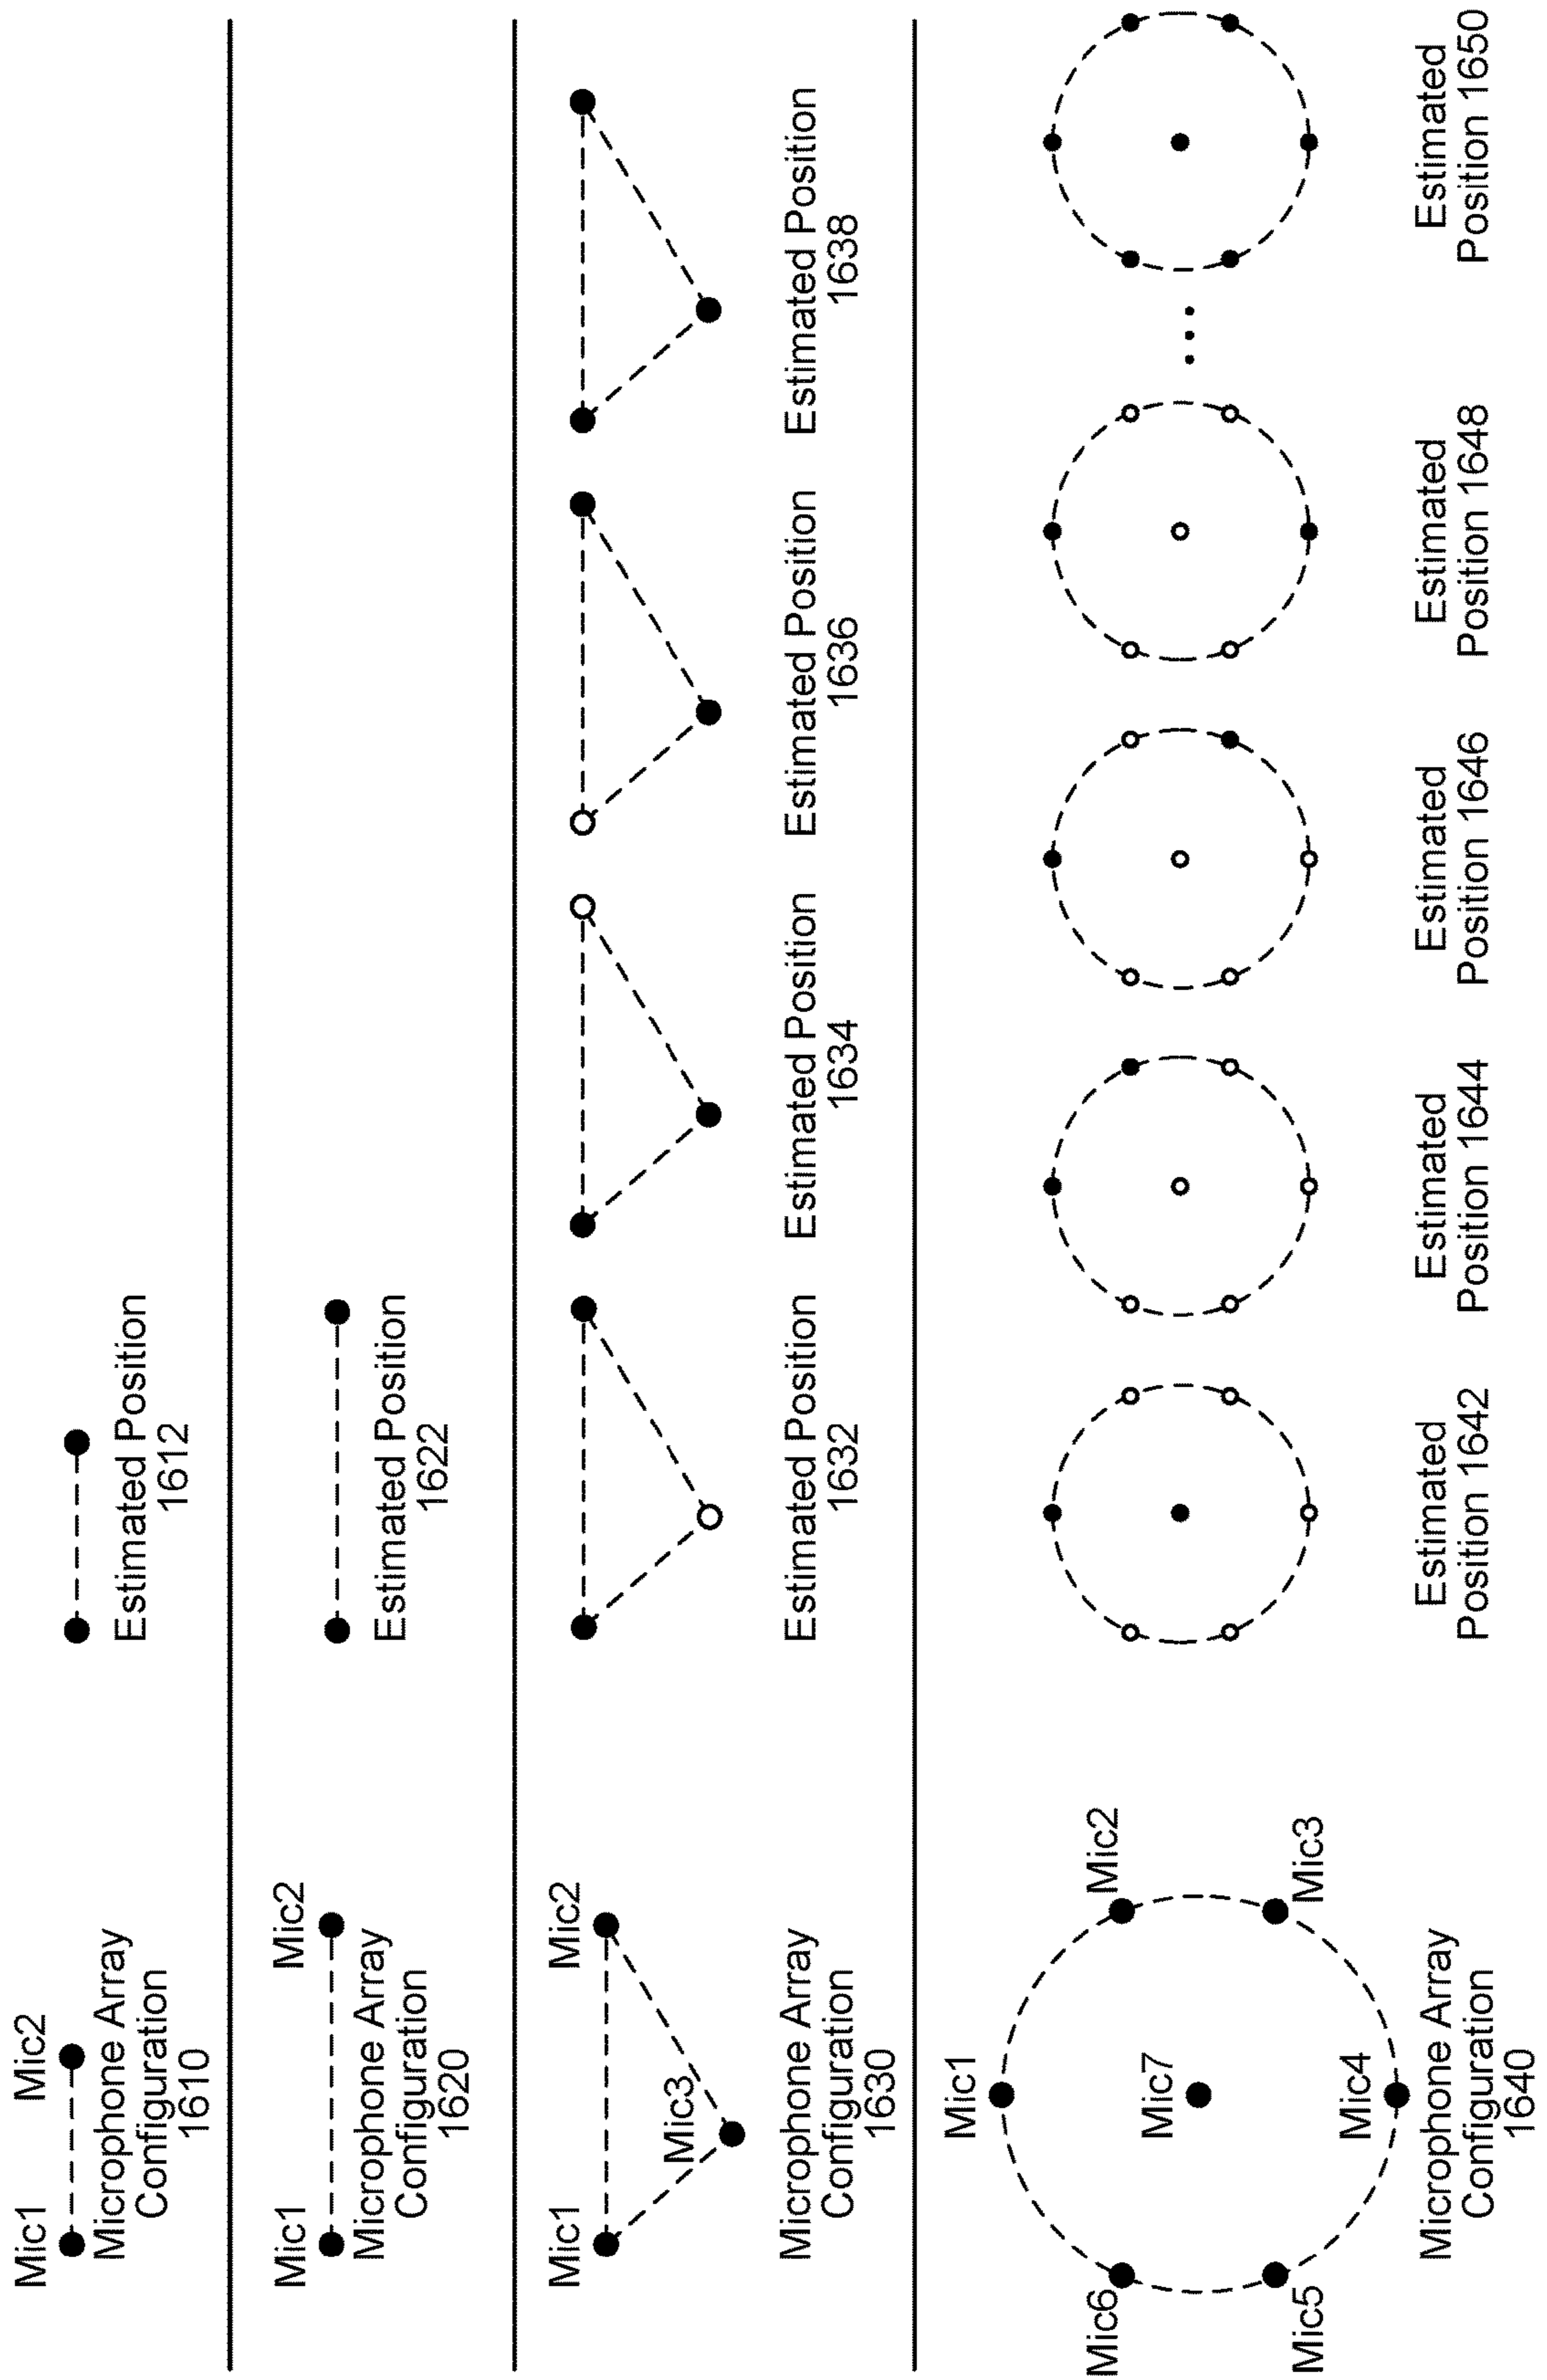 Mic1
Mic2
Microphone Array
Configuration
1610
Estimated Position
1612
Mic1
Mic2
Microphone Array
Configuration
1620
Estimated Position
1622
Mic1
Mic2
Mic3
Microphone Array
Configuration
1630
Estimated Position
1632
Estimated Position
1634
Estimated Position
1636
Estimated Position
1638
Mic1
Mic6
Mic2
Mic7
Mic5
Mic3
Mic4
Microphone Array
Configuration
1640
Estimated
Position 1642
Estimated
Position 1644
Estimated
Position 1646
Estimated
Position 1648
...
Estimated
Position 1650